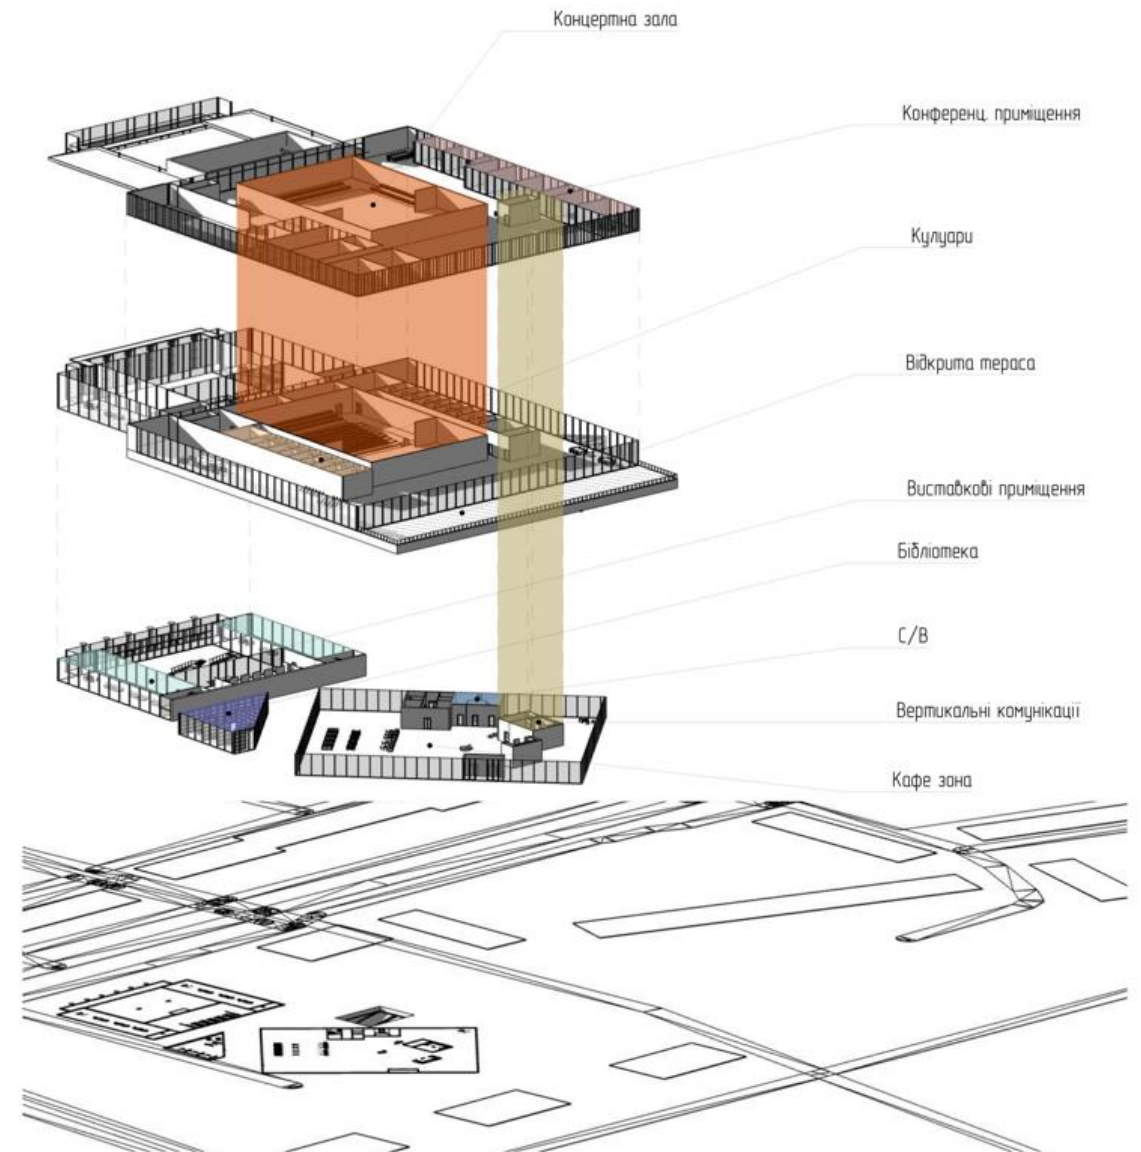 Концертна зала
Конференц. приміщення
Кулуари
Відкрита тераса
Виставкові приміщення
Бібліотека
С/В
Вертикальні комунікації
Кафе зона